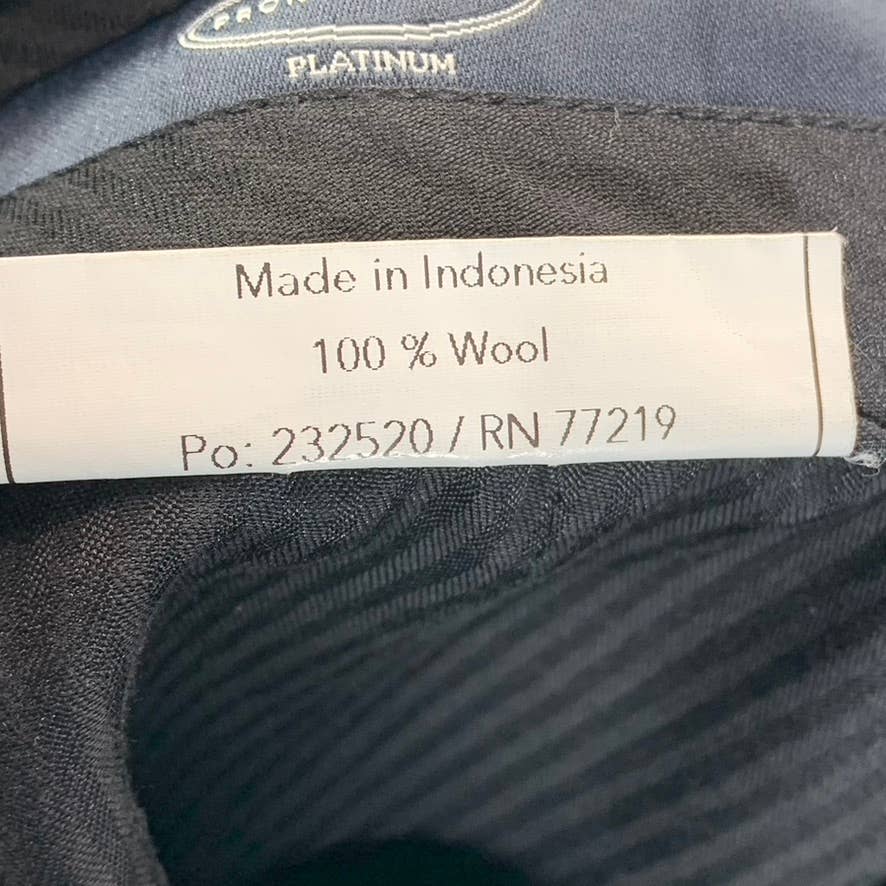 PLATINUM
Made in Indonesia
100 % Wool
Po: 232520 / RN 77219